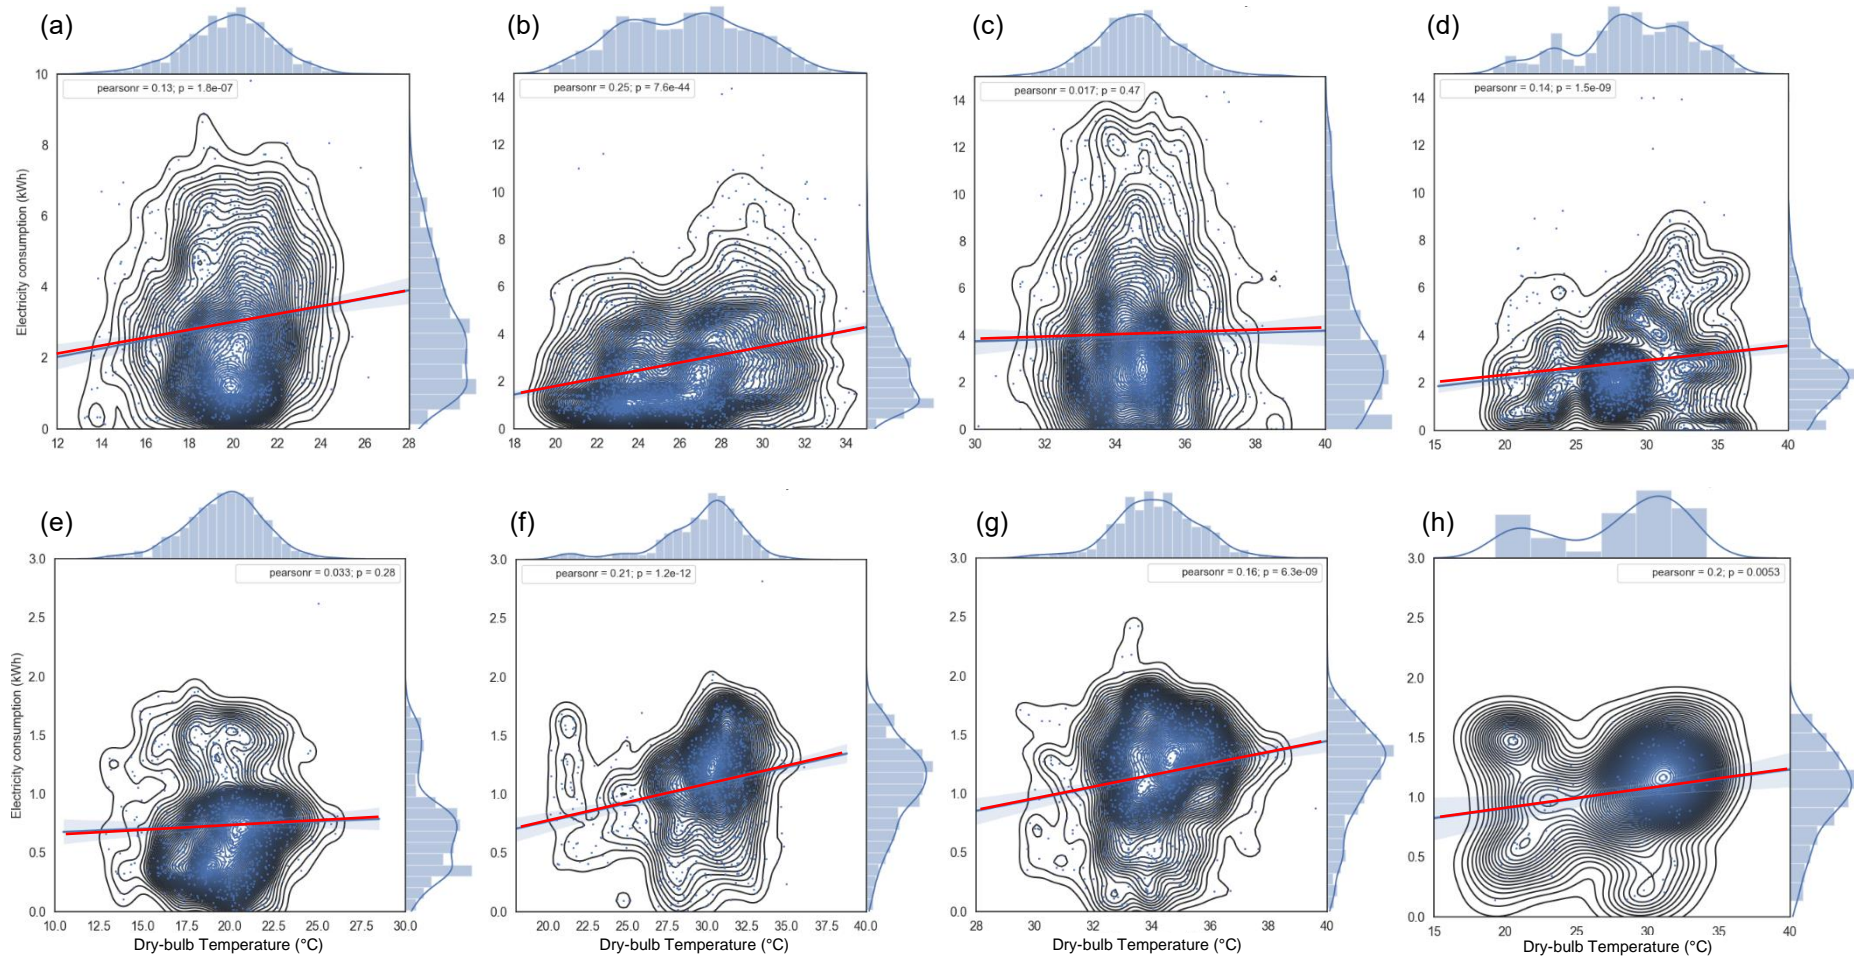 (a)
(b)
(c)
(d)
pearsonr = 0.13; p = 1.8e-07
pearsonr = 0.25; p = 7.6e-44
pearsonr = 0.017; p = 0.47
pearsonr = 0.14; p = 1.5e-09
Electricity consumption (kWh)
10
8
6
4
2
0
12 14 16 18 20 22 24 26 28
14
12
10
8
6
4
2
0
18 20 22 24 26 28 30 32 34
14
12
10
8
6
4
2
0
30 32 34 36 38 40
14
12
10
8
6
4
2
0
15 20 25 30 35 40
(e)
(f)
(g)
(h)
pearsonr = 0.033; p = 0.28
pearsonr = 0.21; p = 1.2e-12
pearsonr = 0.16; p = 6.3e-09
pearsonr = 0.2; p = 0.0053
Electricity consumption (kWh)
3.0
2.5
2.0
1.5
1.0
0.5
0.0
10.0 12.5 15.0 17.5 20.0 22.5 25.0 27.5 30.0
Dry-bulb Temperature (°C)
3.0
2.5
2.0
1.5
1.0
0.5
0.0
20.0 22.5 25.0 27.5 30.0 32.5 35.0 37.5 40.0
Dry-bulb Temperature (°C)
3.0
2.5
2.0
1.5
1.0
0.5
0.0
28 30 32 34 36 38 40
Dry-bulb Temperature (°C)
3.0
2.5
2.0
1.5
1.0
0.5
0.0
15 20 25 30 35 40
Dry-bulb Temperature (°C)